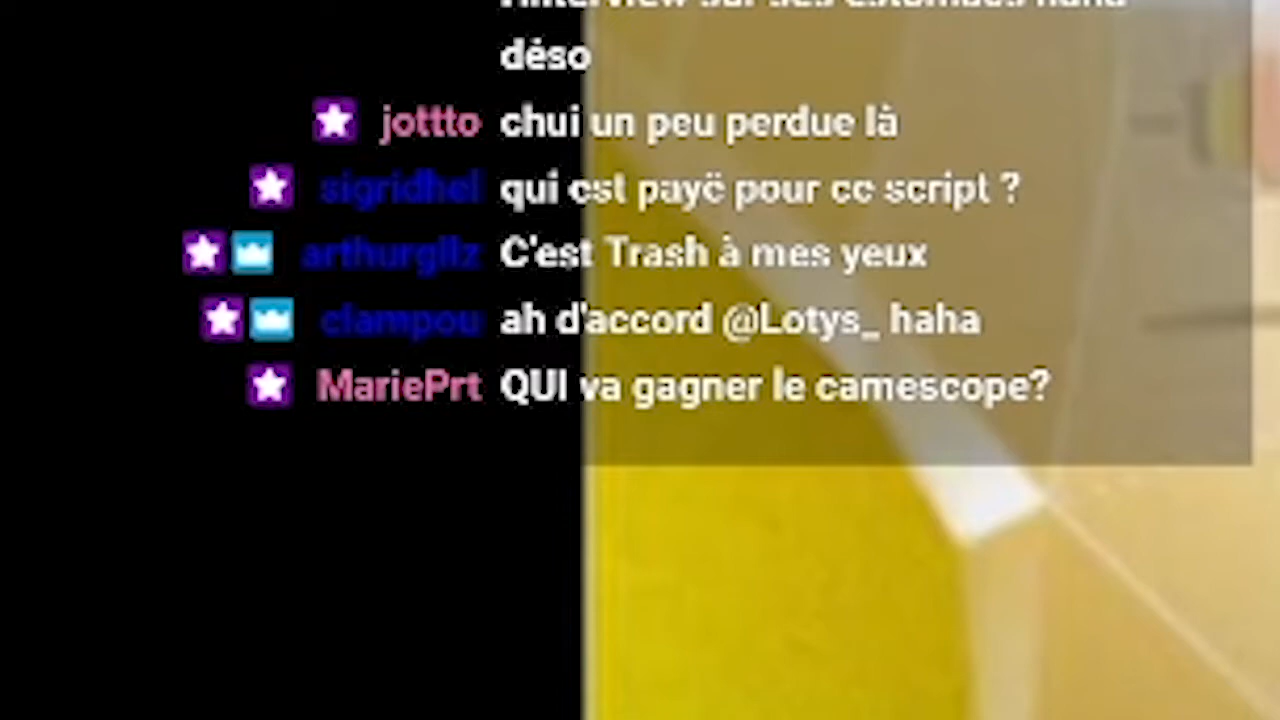 déso
jottto chui un peu perdue là
sigridhel qui est payé pour ce script ?
arthurgllz C'est Trash à mes yeux
clampou ah d'accord @Lotys_ haha
MariePrt QUI va gagner le camescope?